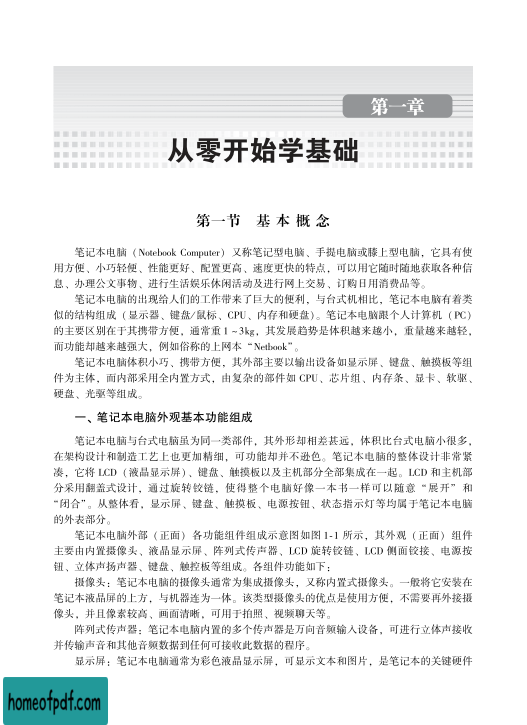 第一章
从零开始学基础
第一节 基本概念
笔记本电脑（Notebook Computer）又称笔记型电脑、手提电脑或膝上型电脑，它具有使
用方便、小巧轻便、性能更好、配置更高、速度更快的特点，可以用它随时随地获取各种信
息、办理公文事物、进行生活娱乐休闲活动及进行网上交易、订购日用消费品等。
笔记本电脑的出现给人们的工作带来了巨大的便利，与台式机相比，笔记本电脑有着类
似的结构组成（显示器、键盘/鼠标、CPU、内存和硬盘）。笔记本电脑跟个人计算机（PC）
的主要区别在于其携带方便，通常重 1～3kg，其发展趋势是体积越来越小，重量越来越轻，
而功能却越来越强大，例如俗称的上网本“Netbook”。
笔记本电脑体积小巧、携带方便，其外部主要以输出设备如显示屏、键盘、触摸板等组
件为主体，而内部采用全内置方式，由复杂的部件如 CPU、芯片组、内存条、显卡、软驱、
硬盘、光驱等组成。
一、笔记本电脑外观基本功能组成
笔记本电脑与台式电脑虽为同一类部件，其外形却相差甚远，体积比台式电脑小很多，
在架构设计和制造工艺上也更加精细，可功能却并不逊色。笔记本电脑的整体设计非常紧
凑，它将 LCD（液晶显示屏）、键盘、触摸板以及主机部分全部集成在一起。LCD 和主机部
分采用翻盖式设计，通过旋转铰链，使得整个电脑好像一本书一样可以随意“展开”和
“闭合”。从整体看，显示屏、键盘、触摸板、电源按钮、状态指示灯等均属于笔记本电脑
的外表部分。
笔记本电脑外部（正面）各功能组件组成示意图如图 1-1 所示，其外观（正面）组件
主要由内置摄像头、液晶显示屏、阵列式传声器、LCD 旋转铰链、LCD 侧面铰接、电源按
钮、立体声扬声器、键盘、触控板等组成。各组件功能如下：
摄像头：笔记本电脑的摄像头通常为集成摄像头，又称内置式摄像头。一般将它安装在
笔记本液晶屏的上方，与机器连为一体。该类型摄像头的优点是使用方便，不需要再外接摄
像头，并且像素较高、画面清晰，可用于拍照、视频聊天等。
阵列式传声器：笔记本电脑内置的多个传声器是万向音频输入设备，可进行立体声接收
并传输声音和其他音频数据到任何可接收此数据的程序。
显示屏：笔记本电脑通常为彩色液晶显示屏，可显示文本和图片，是笔记本的关键硬件
homeofpdf.com